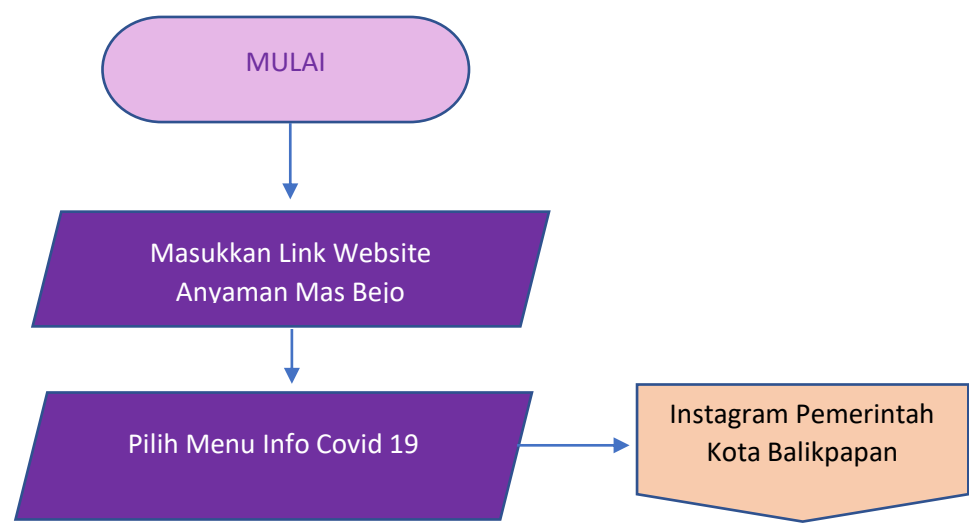 MULAI
Masukkan Link Website
Anyaman Mas Bejo
Pilih Menu Info Covid 19
Instagram Pemerintah
Kota Balikpapan